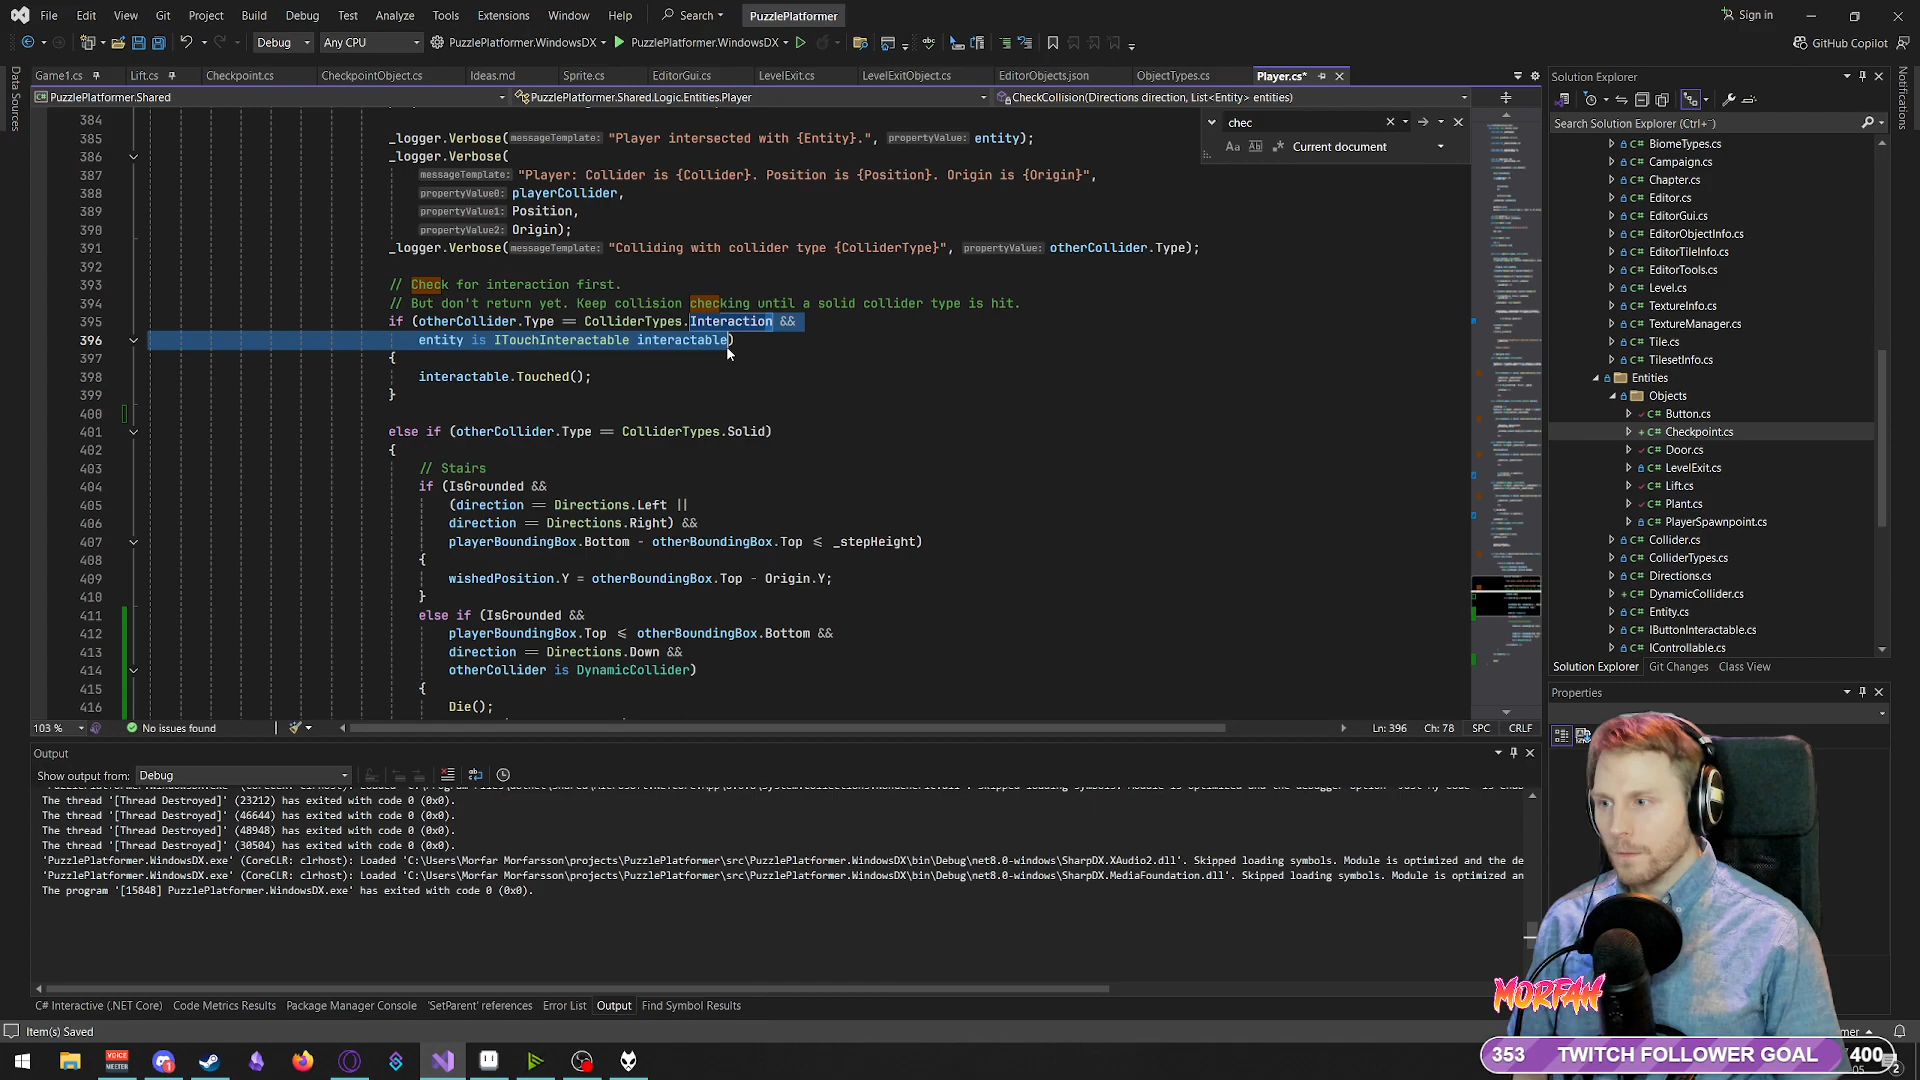 File Edit View Git Project Build Debug Test Analyze Tools Extensions Window Help Search PuzzlePlatformer Sign in
Debug Any CPU PuzzlePlatformer.WindowsDX PuzzlePlatformer.WindowsDX GitHub Copilot
Game1.cs Lift.cs Checkpoint.cs CheckpointObject.cs Ideas.md Sprite.cs EditorGui.cs LevelExit.cs LevelExitObject.cs EditorObjects.json ObjectTypes.cs Player.cs*
PuzzlePlatformer.Shared PuzzlePlatformer.Shared.Logic.Entities.Player CheckCollision(Directions direction, List<Entity> entities)
Data Sources
chec
Aa Current document
384
385 _logger.Verbose(messageTemplate: "Player intersected with {Entity}.", propertyValue: entity);
386 _logger.Verbose(
387 messageTemplate: "Player: Collider is {Collider}. Position is {Position}. Origin is {Origin}",
388 propertyValue0: playerCollider,
389 propertyValue1: Position,
390 propertyValue2: Origin);
391 _logger.Verbose(messageTemplate: "Colliding with collider type {ColliderType}", propertyValue: otherCollider.Type);
392
393 // Check for interaction first.
394 // But don't return yet. Keep collision checking until a solid collider type is hit.
395 if (otherCollider.Type == ColliderTypes.Interaction &&
396 entity is ITouchInteractable interactable)
397 {
398 interactable.Touched();
399 }
400
401 else if (otherCollider.Type == ColliderTypes.Solid)
402 {
403 // Stairs
404 if (IsGrounded &&
405 (direction == Directions.Left ||
406 direction == Directions.Right) &&
407 playerBoundingBox.Bottom - otherBoundingBox.Top <= _stepHeight)
408 {
409 wishedPosition.Y = otherBoundingBox.Top - Origin.Y;
410 }
411 else if (IsGrounded &&
412 playerBoundingBox.Top <= otherBoundingBox.Bottom &&
413 direction == Directions.Down &&
414 otherCollider is DynamicCollider)
415 {
416 Die();
103 % No issues found Ln: 396 Ch: 78 SPC CRLF
Solution Explorer
Search Solution Explorer (Ctrl+¨)
C# BiomeTypes.cs
C# Campaign.cs
C# Chapter.cs
C# Editor.cs
C# EditorGui.cs
C# EditorObjectInfo.cs
C# EditorTileInfo.cs
C# EditorTools.cs
C# Level.cs
C# TextureInfo.cs
C# TextureManager.cs
C# Tile.cs
C# TilesetInfo.cs
Entities
Objects
C# Button.cs
C# Checkpoint.cs
C# Door.cs
C# LevelExit.cs
C# Lift.cs
C# Plant.cs
C# PlayerSpawnpoint.cs
C# Collider.cs
C# ColliderTypes.cs
C# Directions.cs
C# DynamicCollider.cs
C# Entity.cs
C# IButtonInteractable.cs
C# IControllable.cs
Solution Explorer Git Changes Class View
Notifications
Properties
Output
Show output from: Debug
The thread '[Thread Destroyed]' (23212) has exited with code 0 (0x0).
The thread '[Thread Destroyed]' (46644) has exited with code 0 (0x0).
The thread '[Thread Destroyed]' (48948) has exited with code 0 (0x0).
The thread '[Thread Destroyed]' (30504) has exited with code 0 (0x0).
'PuzzlePlatformer.WindowsDX.exe' (CoreCLR: clrhost): Loaded 'C:\Users\Morfar Morfarsson\projects\PuzzlePlatformer\src\PuzzlePlatformer.WindowsDX\bin\Debug\net8.0-windows\SharpDX.XAudio2.dll'. Skipped loading symbols. Module is optimized and the de
'PuzzlePlatformer.WindowsDX.exe' (CoreCLR: clrhost): Loaded 'C:\Users\Morfar Morfarsson\projects\PuzzlePlatformer\src\PuzzlePlatformer.WindowsDX\bin\Debug\net8.0-windows\SharpDX.MediaFoundation.dll'. Skipped loading symbols. Module is optimized an
The program '[15848] PuzzlePlatformer.WindowsDX.exe' has exited with code 0 (0x0).
C# Interactive (.NET Core) Code Metrics Results Package Manager Console 'SetParent' references Error List Output Find Symbol Results
Item(s) Saved
MORFAH
353 TWITCH FOLLOWER GOAL 400